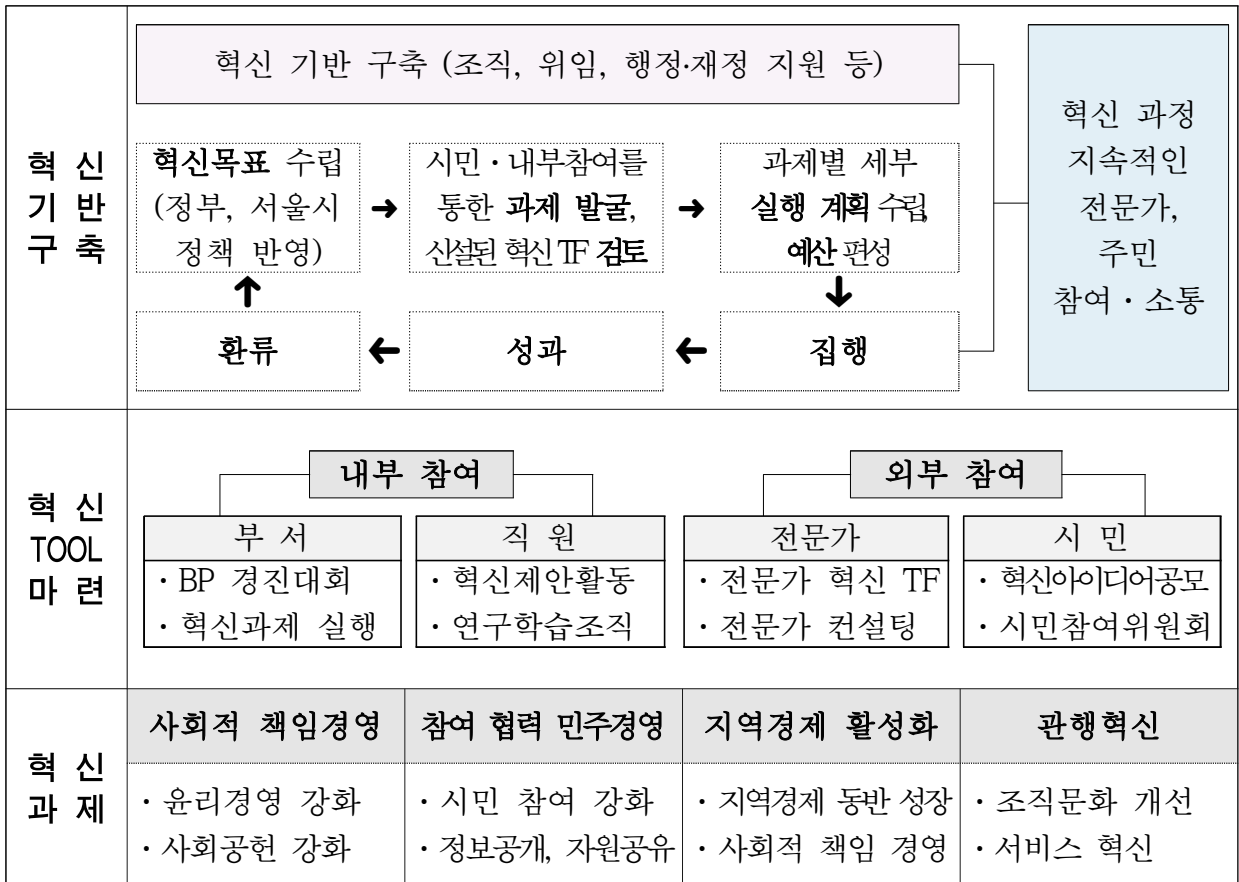 혁신 기반 구축 (조직, 위임, 행정·재정 지원 등)
혁 신
기 반
구 축
혁신목표 수립
(정부, 서울시
정책 반영)
➔
시민·내부참여를
통한 과제 발굴,
신설된 혁신TF 검토
➔
과제별 세부
실행 계획 수립,
예산 편성
혁신 과정
지속적인
전문가,
주민
참여·소통
환류
성과
집행
혁 신
TOOL
마 련
내부 참여
외부 참여
부 서
직 원
전문가
시 민
· BP 경진대회
· 혁신과제 실행
· 혁신제안활동
· 연구학습조직
· 전문가 혁신 TF
· 전문가 컨설팅
· 혁신아이디어공모
· 시민참여위원회
혁 신
과 제
사회적 책임경영
참여 협력 민주경영
지역경제 활성화
관행혁신
· 윤리경영 강화
· 사회공헌 강화
· 시민 참여 강화
· 정보공개, 자원공유
· 지역경제 동반 성장
· 사회적 책임 경영
· 조직문화 개선
· 서비스 혁신